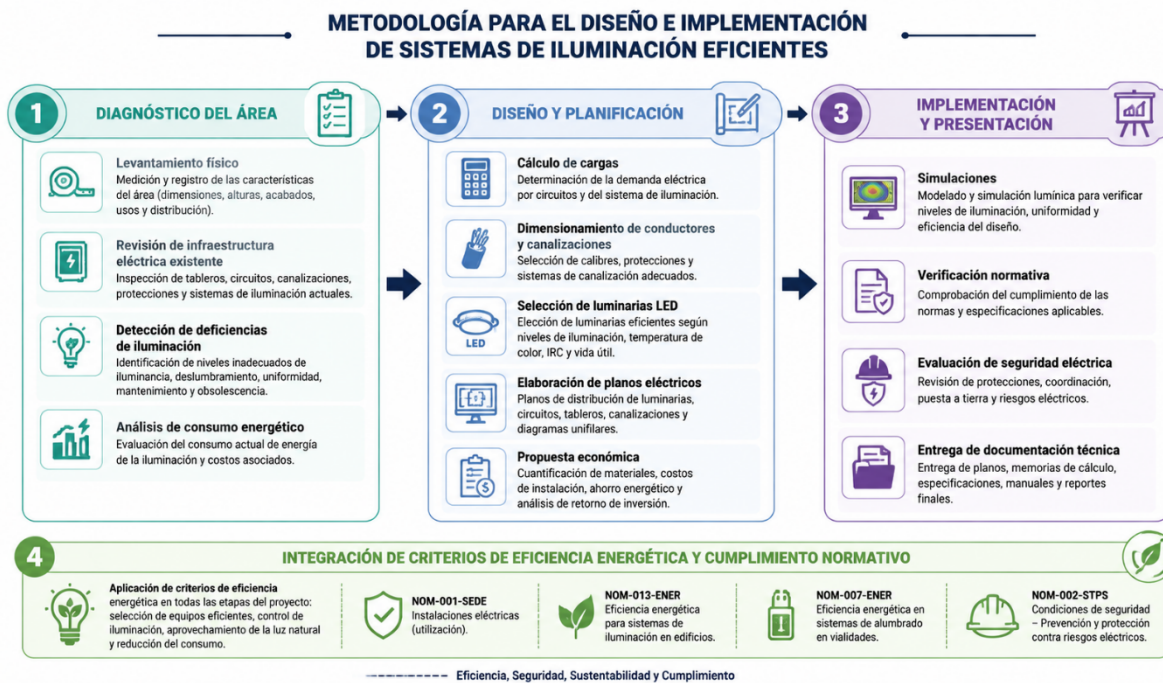 METODOLOGÍA PARA EL DISEÑO E IMPLEMENTACIÓN
DE SISTEMAS DE ILUMINACIÓN EFICIENTES
1
DIAGNÓSTICO DEL ÁREA
Levantamiento físico
Medición y registro de las características
del área (dimensiones, alturas, acabados,
usos y distribución).
Revisión de infraestructura
eléctrica existente
Inspección de tableros, circuitos, canalizaciones,
protecciones y sistemas de iluminación actuales.
Detección de deficiencias
de iluminación
Identificación de niveles inadecuados de
iluminancia, deslumbramiento, uniformidad,
mantenimiento y obsolescencia.
Análisis de consumo energético
Evaluación del consumo actual de energía
de la iluminación y costos asociados.
2
DISEÑO Y PLANIFICACIÓN
Cálculo de cargas
Determinación de la demanda eléctrica
por circuitos y del sistema de iluminación.
Dimensionamiento de conductores
y canalizaciones
Selección de calibres, protecciones y
sistemas de canalización adecuados.
LED
Selección de luminarias LED
Elección de luminarias eficientes según
niveles de iluminación, temperatura de
color, IRC y vida útil.
Elaboración de planos eléctricos
Planos de distribución de luminarias,
circuitos, tableros, canalizaciones y
diagramas unifilares.
Propuesta económica
Cuantificación de materiales, costos
de instalación, ahorro energético y
análisis de retorno de inversión.
3
IMPLEMENTACIÓN
Y PRESENTACIÓN
Simulaciones
Modelado y simulación lumínica para verificar
niveles de iluminación, uniformidad y
eficiencia del diseño.
Verificación normativa
Comprobación del cumplimiento de las
normas y especificaciones aplicables.
Evaluación de seguridad eléctrica
Revisión de protecciones, coordinación,
puesta a tierra y riesgos eléctricos.
Entrega de documentación técnica
Entrega de planos, memorias de cálculo,
especificaciones, manuales y reportes
finales.
4
INTEGRACIÓN DE CRITERIOS DE EFICIENCIA ENERGÉTICA Y CUMPLIMIENTO NORMATIVO
Aplicación de criterios de eficiencia
energética en todas las etapas del proyecto:
selección de equipos eficientes, control de
iluminación, aprovechamiento de la luz natural
y reducción del consumo.
NOM-001-SEDE
Instalaciones eléctricas
(utilización).
NOM-013-ENER
Eficiencia energética
para sistemas de
iluminación en edificios.
NOM-007-ENER
Eficiencia energética en
sistemas de alumbrado
en vialidades.
NOM-002-STPS
Condiciones de seguridad
– Prevención y protección
contra riesgos eléctricos.
Eficiencia, Seguridad, Sustentabilidad y Cumplimiento